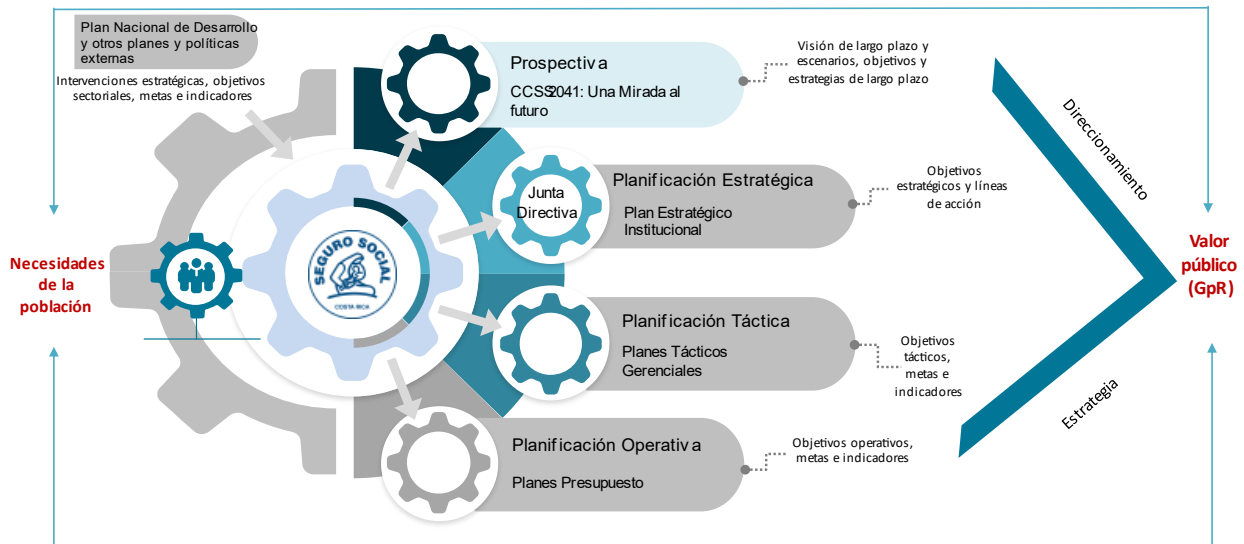 Plan Nacional de Desarrollo
y otros planes y políticas
externas
Intervenciones estratégicas, objetivos
sectoriales, metas e indicadores
Prospectiva
CCSS2041: Una Mirada al
futuro
Visión de largo plazo y
escenarios, objetivos y
estrategias de largo plazo
Junta
Directiva
Planificación Estratégica
Plan Estratégico
Institucional
Objetivos
estratégicos y líneas
de acción
Direccionamiento
Necesidades
de la
población
SEGURO SOCIAL
COSTA RICA
Valor
público
(GpR)
Planificación Táctica
Planes Tácticos
Gerenciales
Objetivos
tácticos,
metas e
indicadores
Estrategia
Planificación Operativa
Planes Presupuesto
Objetivos operativos,
metas e indicadores